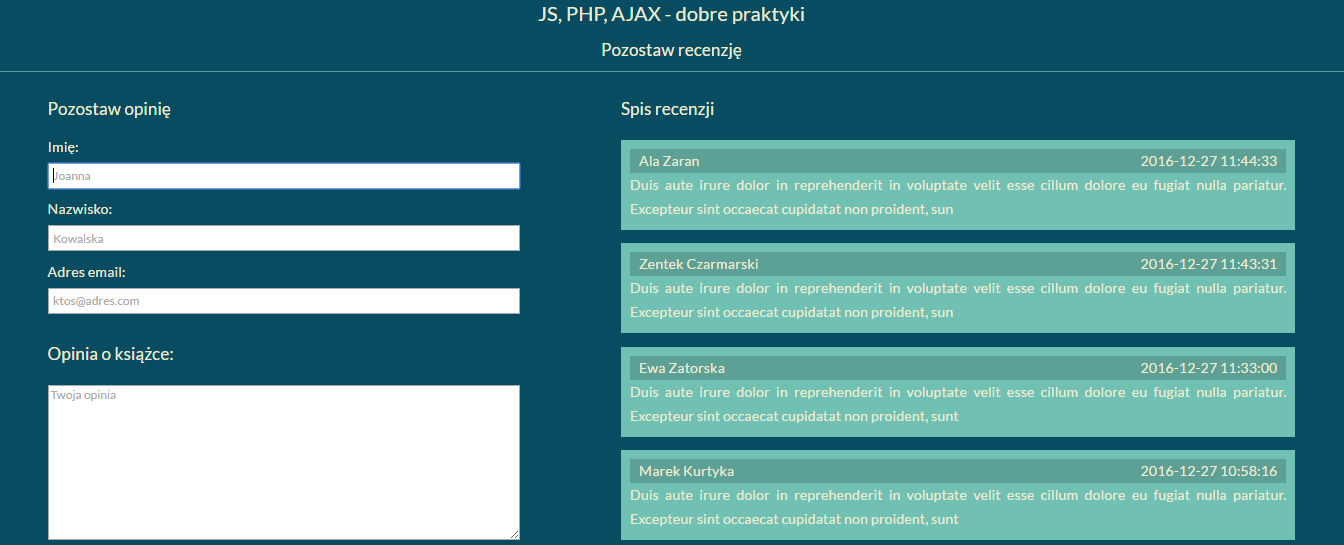 JS, PHP, AJAX - dobre praktyki
Pozostaw recenzję
Pozostaw opinię
Imię:
Joanna
Nazwisko:
Kowalska
Adres email:
ktos@adres.com
Opinia o książce:
Twoja opinia
Spis recenzji
Ala Zaran 2016-12-27 11:44:33
Duis aute irure dolor in reprehenderit in voluptate velit esse cillum dolore eu fugiat nulla pariatur.
Excepteur sint occaecat cupidatat non proident, sun
Zentek Czarmarski 2016-12-27 11:43:31
Duis aute irure dolor in reprehenderit in voluptate velit esse cillum dolore eu fugiat nulla pariatur.
Excepteur sint occaecat cupidatat non proident, sun
Ewa Zatorska 2016-12-27 11:33:00
Duis aute irure dolor in reprehenderit in voluptate velit esse cillum dolore eu fugiat nulla pariatur.
Excepteur sint occaecat cupidatat non proident, sunt
Marek Kurtyka 2016-12-27 10:58:16
Duis aute irure dolor in reprehenderit in voluptate velit esse cillum dolore eu fugiat nulla pariatur.
Excepteur sint occaecat cupidatat non proident, sunt